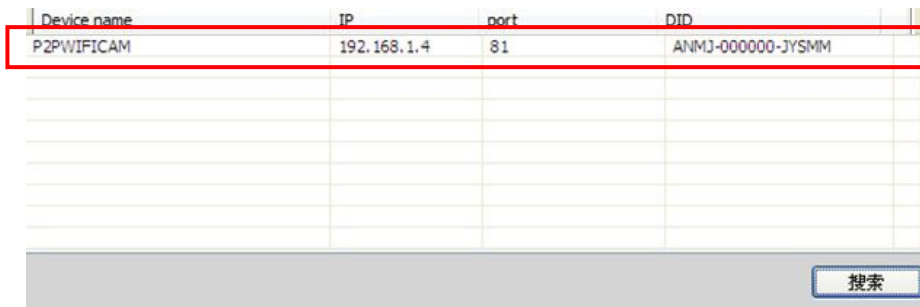 Device name IP port DID
P2PWIFICAM 192.168.1.4 81 ANMJ-000000-JYSMM
搜索